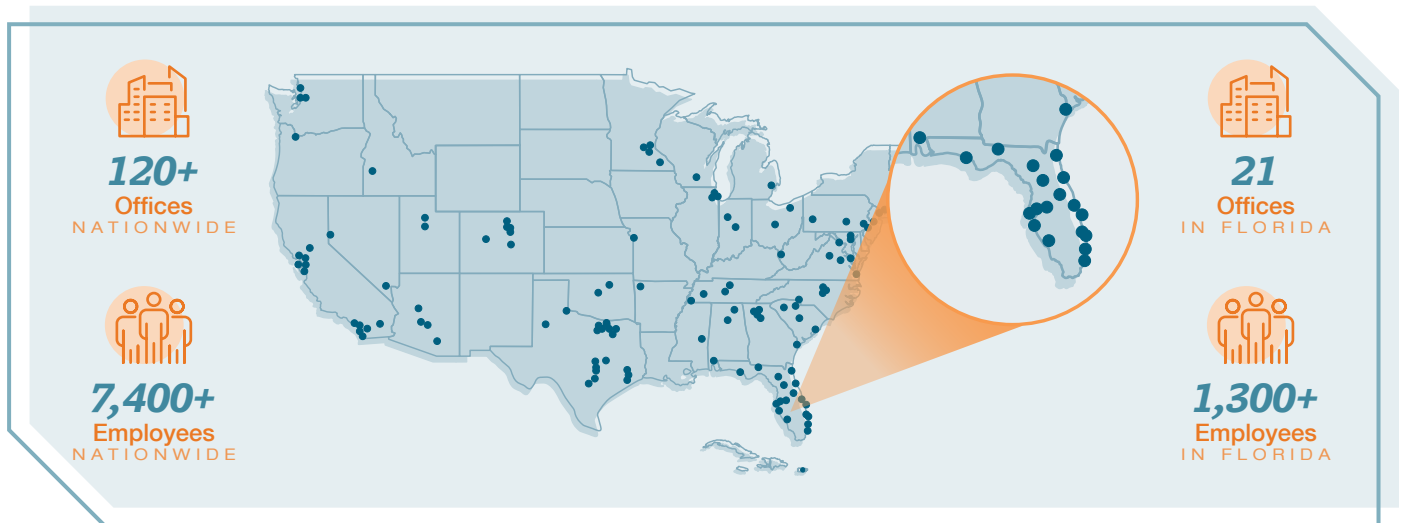 120+
Offices
NATIONWIDE
7,400+
Employees
NATIONWIDE
21
Offices
IN FLORIDA
1,300+
Employees
IN FLORIDA